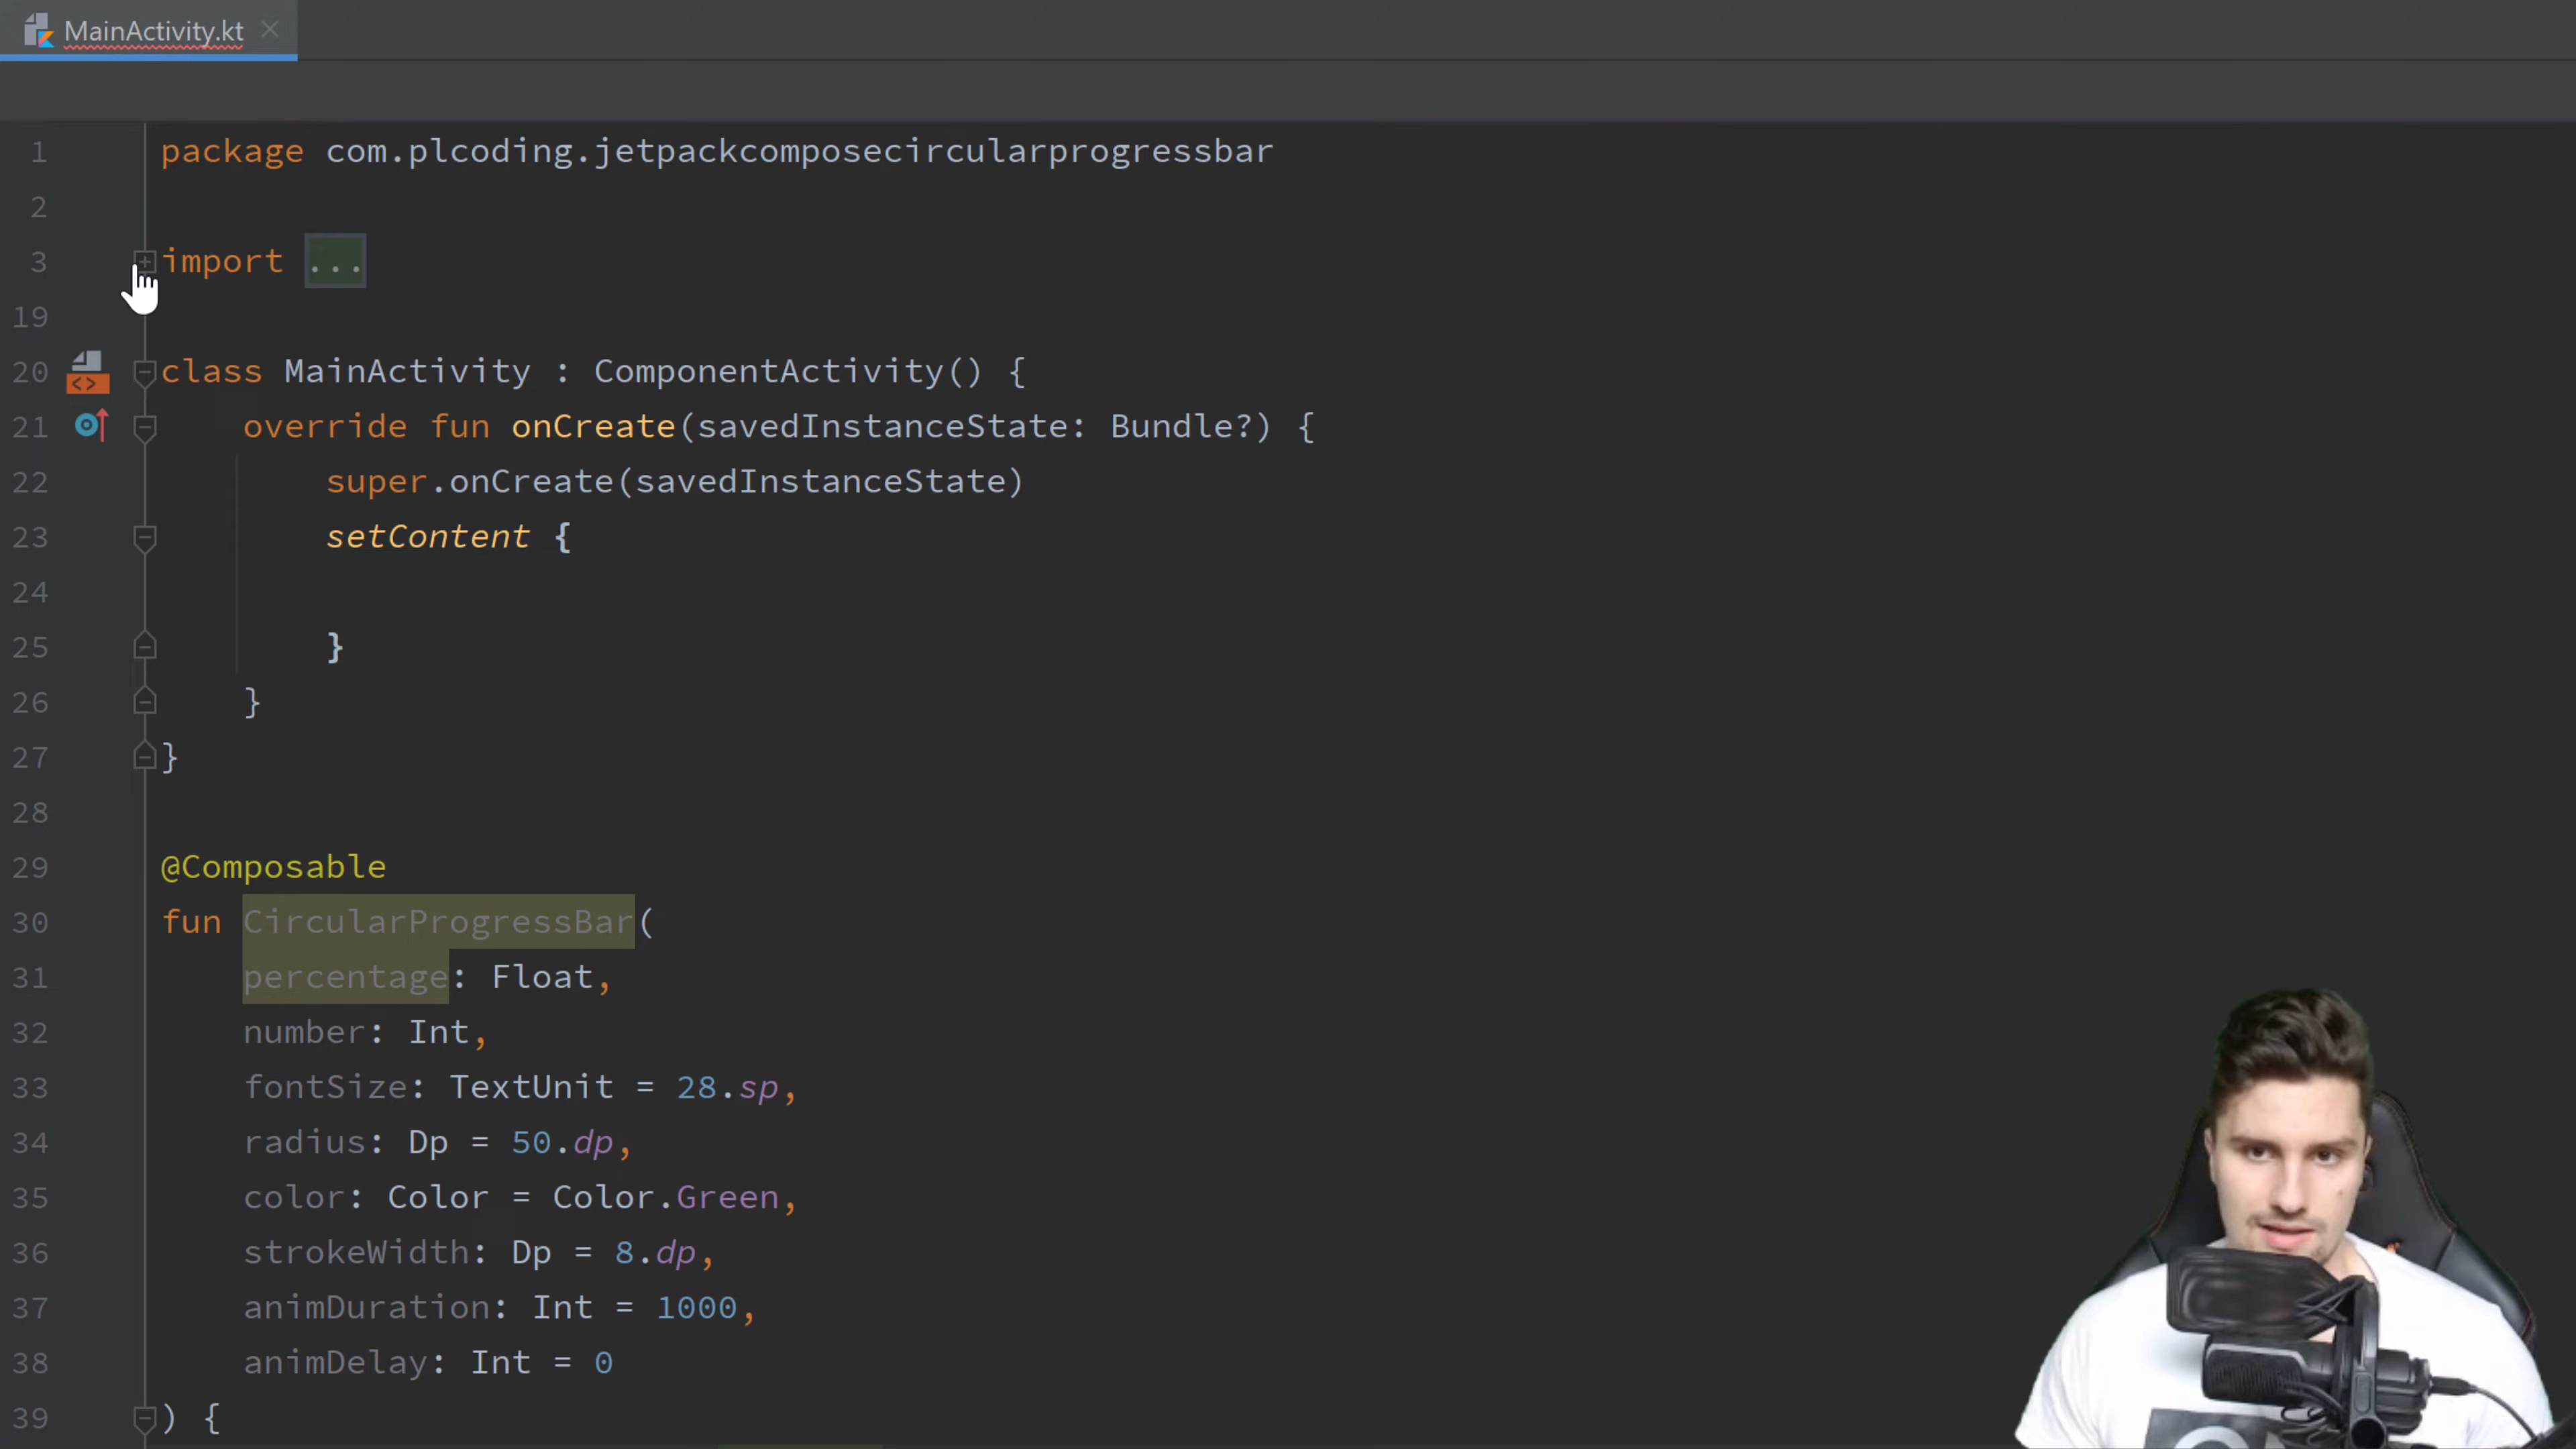 MainActivity.kt
1 package com.plcoding.jetpackcomposecircularprogressbar
2
3 import ...
19
20 class MainActivity : ComponentActivity() {
21 override fun onCreate(savedInstanceState: Bundle?) {
22 super.onCreate(savedInstanceState)
23 setContent {
24
25 }
26 }
27 }
28
29 @Composable
30 fun CircularProgressBar(
31 percentage: Float,
32 number: Int,
33 fontSize: TextUnit = 28.sp,
34 radius: Dp = 50.dp,
35 color: Color = Color.Green,
36 strokeWidth: Dp = 8.dp,
37 animDuration: Int = 1000,
38 animDelay: Int = 0
39 ) {